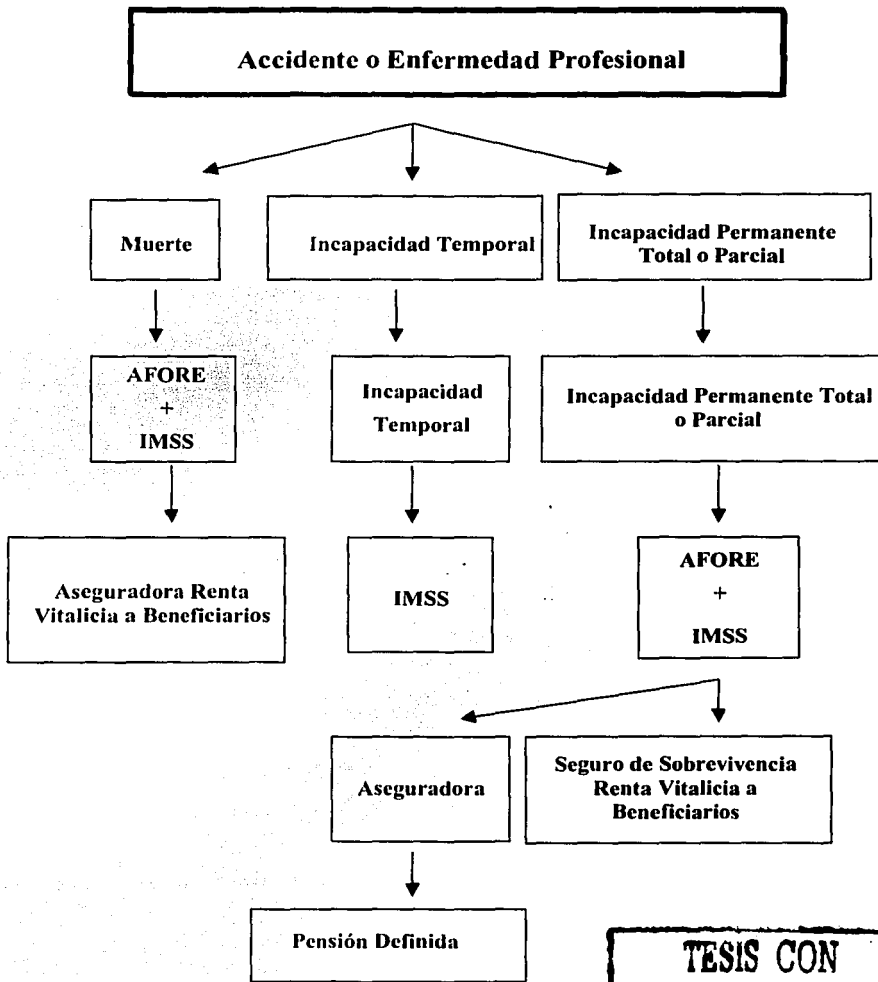 Accidente o Enfermedad Profesional
Muerte
Incapacidad Temporal
Incapacidad Permanente
Total o Parcial
AFORE
+
IMSS
Incapacidad
Temporal
Incapacidad Permanente Total
o Parcial
Aseguradora Renta
Vitalicia a Beneficiarios
IMSS
AFORE
+
IMSS
Aseguradora
Seguro de Sobrevivencia
Renta Vitalicia a
Beneficiarios
Pensión Definida
TESIS CON